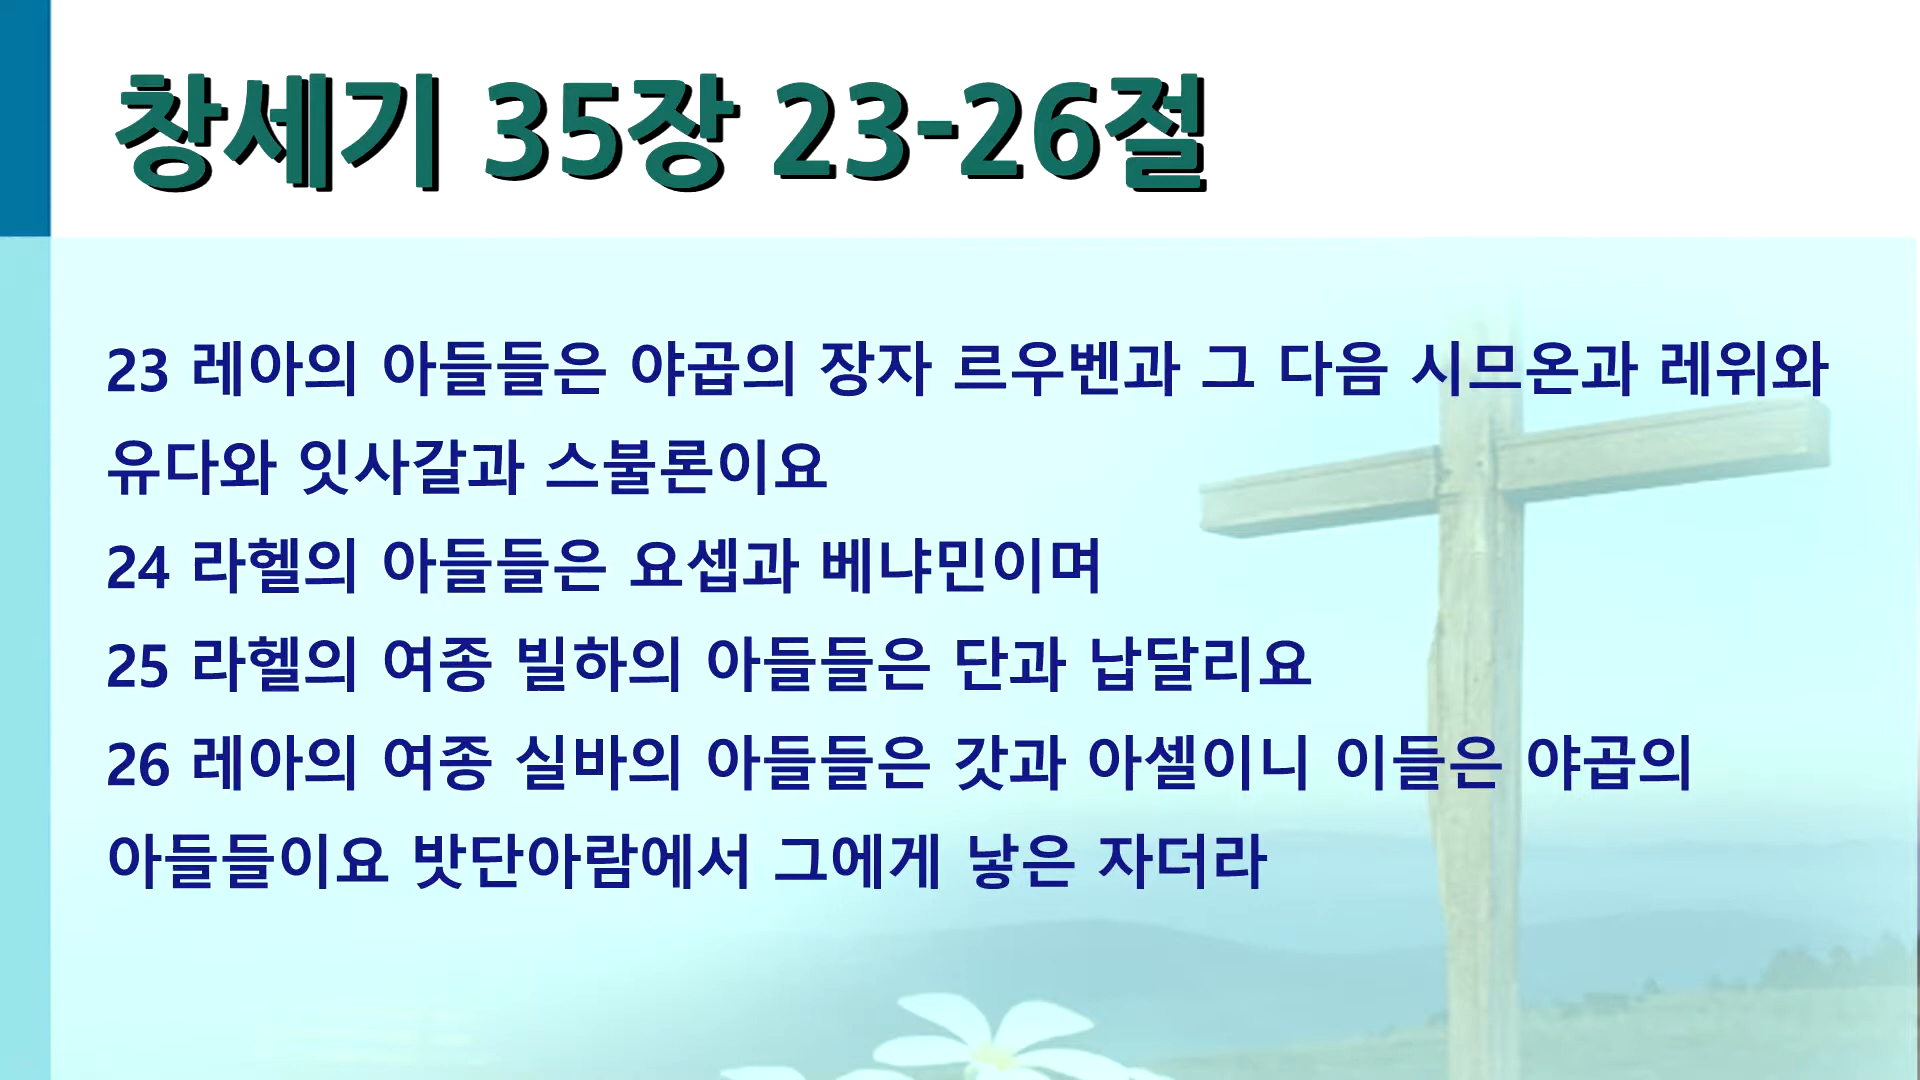 창세기 35장 23-26절
23 레아의 아들들은 야곱의 장자 르우벤과 그 다음 시므온과 레위와
유다와 잇사갈과 스불론이요
24 라헬의 아들들은 요셉과 베냐민이며
25 라헬의 여종 빌하의 아들들은 단과 납달리요
26 레아의 여종 실바의 아들들은 갓과 아셀이니 이들은 야곱의
아들들이요 밧단아람에서 그에게 낳은 자더라